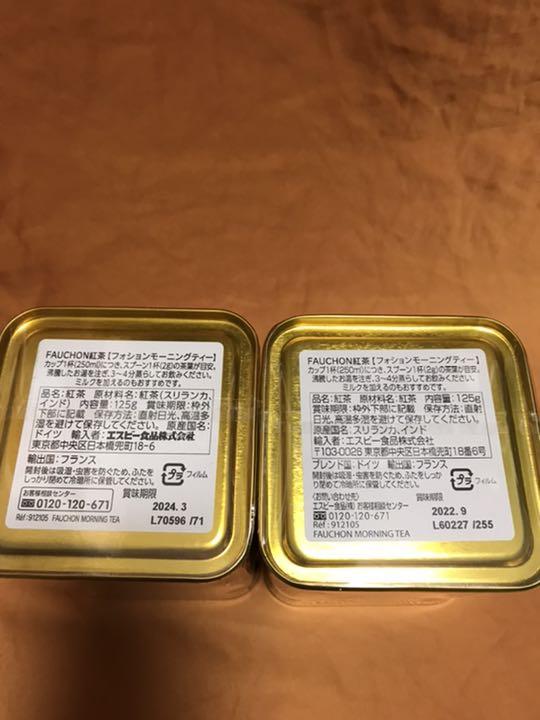 FAUCHON紅茶【フォションモーニングティー】
カップ1杯(250ml)につき、スプーン1杯(2g)の茶葉が目安。
沸騰したお湯を注ぎ、3〜4分蒸らしてお飲みください。
ミルクを加えるのもおすすめです。
品名:紅茶 原材料名:紅茶(スリランカ、
インド) 内容量:125g 賞味期限:枠外
下部に記載 保存方法:直射日光、高温多
湿を避けて保存してください。 原産国名:
ドイツ 輸入者:エスビー食品株式会社
東京都中央区日本橋兜町18-6
輸出国:フランス
開封後は吸湿・虫害を防ぐため、ふたを
しっかり閉めて冷暗所に保管してください。
プラ フィルム
お客様相談センター
0120-120-671
賞味期限
2024.3
Réf:912105 FAUCHON MORNING TEA
L70596 /71
FAUCHON紅茶【フォションモーニングティー】
カップ1杯(250ml)につき、スプーン1杯(2g)の茶葉が目安。
沸騰したお湯を注ぎ、3〜4分蒸らしてお飲みください。
ミルクを加えるのもおすすめです。
品名:紅茶 原材料名:紅茶 内容量:125g
賞味期限:枠外下部に記載 保存方法:直射
日光、高温多湿を避けて保存してください。
原産国名:スリランカ、インド
輸入者:エスビー食品株式会社
〒103-0026 東京都中央区日本橋兜町18番6号
ブレンド国:ドイツ 輸出国:フランス
開封後は吸湿・虫害を防ぐため、ふたをしっか
り閉めて冷暗所に保管してください。
プラ フィルム
〈お問い合わせ先〉
エスビー食品(株) お客様相談センター
0120-120-671
賞味期限
2022.9
Réf:912105
L60227 /255
FAUCHON MORNING TEA